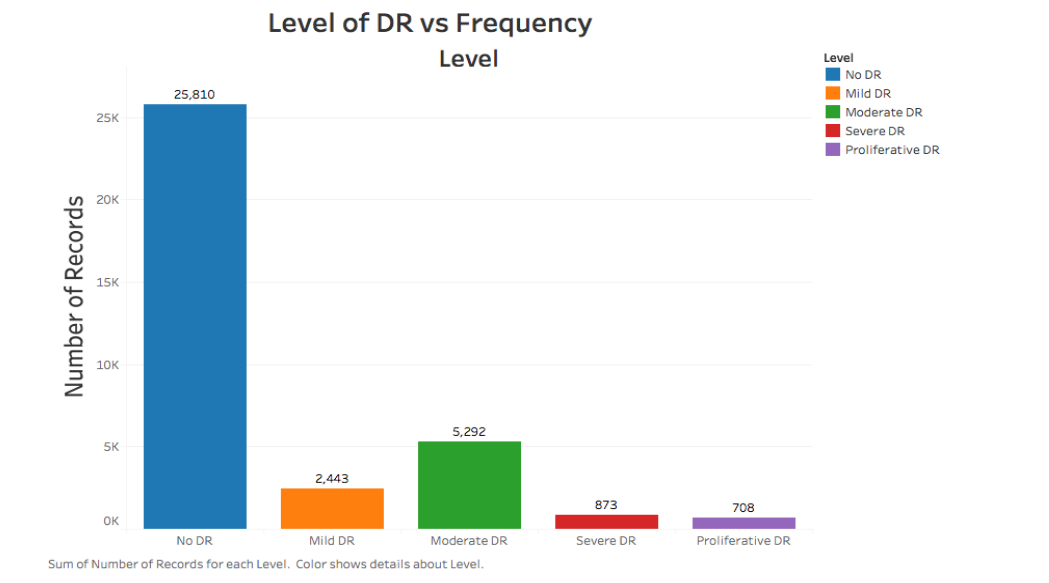 Level of DR vs Frequency
Level
Level
No DR
Mild DR
Moderate DR
Severe DR
Proliferative DR
Number of Records
25K
20K
15K
10K
5K
0K
25,810
2,443
5,292
873
708
No DR
Mild DR
Moderate DR
Severe DR
Proliferative DR
Sum of Number of Records for each Level. Color shows details about Level.